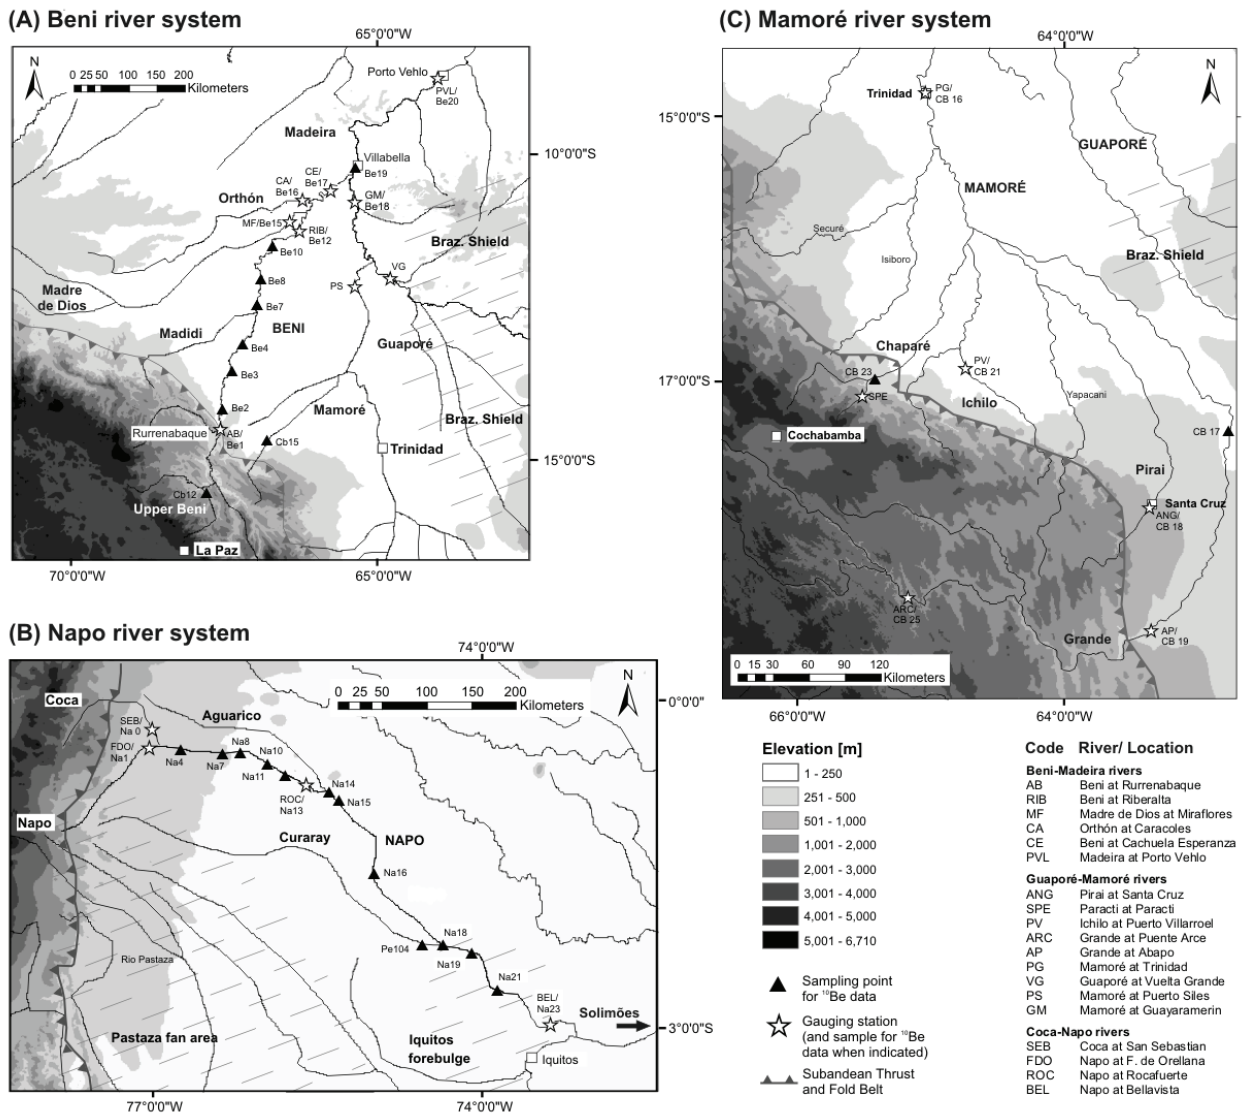 (A) Beni river system
65°0'0"W
N
0 25 50 100 150 200
Kilometers
Porto Vehlo
PVL/
Be20
Madeira
10°0'0"S
Villabella
Be19
CE/
Be17
CA/
Be16
GM/
Be18
Orthón
MF/Be15
RIB/
Be12
Be10
Braz. Shield
VG
Be8
PS
Madre
de Dios
Be7
Madidi
BENI
Guaporé
Be4
Be3
Mamoré
Be2
Braz. Shield
Rurrenabaque
AB/
Be1
Cb15
Trinidad
15°0'0"S
Cb12
Upper Beni
La Paz
70°0'0"W
65°0'0"W
(B) Napo river system
74°0'0"W
N
0 25 50 100 150 200
Kilometers
0°0'0"
Coca
SEB/
Na 0
Aguarico
FDO/
Na1
Na4
Na7
Na8
Na10
Na11
ROC/
Na13
Na14
Na15
Napo
Curaray
NAPO
Na16
Na18
Pe104
Na19
Rio Pastaza
Na21
BEL/
Na23
Solimões
3°0'0"S
Pastaza fan area
Iquitos
forebulge
Iquitos
77°0'0"W
74°0'0"W
(C) Mamoré river system
64°0'0"W
N
Trinidad
PG/
CB 16
15°0'0"S
GUAPORÉ
MAMORÉ
Securé
Isiboro
Braz. Shield
Chaparé
PV/
CB 21
CB 23
17°0'0"S
SPE
Ichilo
Yapacani
Cochabamba
CB 17
Pirai
Santa Cruz
ANG/
CB 18
ARC/
CB 25
AP/
CB 19
Grande
0 15 30 60 90 120
Kilometers
66°0'0"W
64°0'0"W
Elevation [m]
1 - 250
251 - 500
501 - 1,000
1,001 - 2,000
2,001 - 3,000
3,001 - 4,000
4,001 - 5,000
5,001 - 6,710
Sampling point
for ¹⁰Be data
Gauging station
(and sample for ¹⁰Be
data when indicated)
Subandean Thrust
and Fold Belt
Code River/ Location
Beni-Madeira rivers
AB Beni at Rurrenabaque
RIB Beni at Riberalta
MF Madre de Dios at Miraflores
CA Orthón at Caracoles
CE Beni at Cachuela Esperanza
PVL Madeira at Porto Vehlo
Guaporé-Mamoré rivers
ANG Pirai at Santa Cruz
SPE Paracti at Paracti
PV Ichilo at Puerto Villarroel
ARC Grande at Puente Arce
AP Grande at Abapo
PG Mamoré at Trinidad
VG Guaporé at Vuelta Grande
PS Mamoré at Puerto Siles
GM Mamoré at Guayaramerin
Coca-Napo rivers
SEB Coca at San Sebastian
FDO Napo at F. de Orellana
ROC Napo at Rocafuerte
BEL Napo at Bellavista